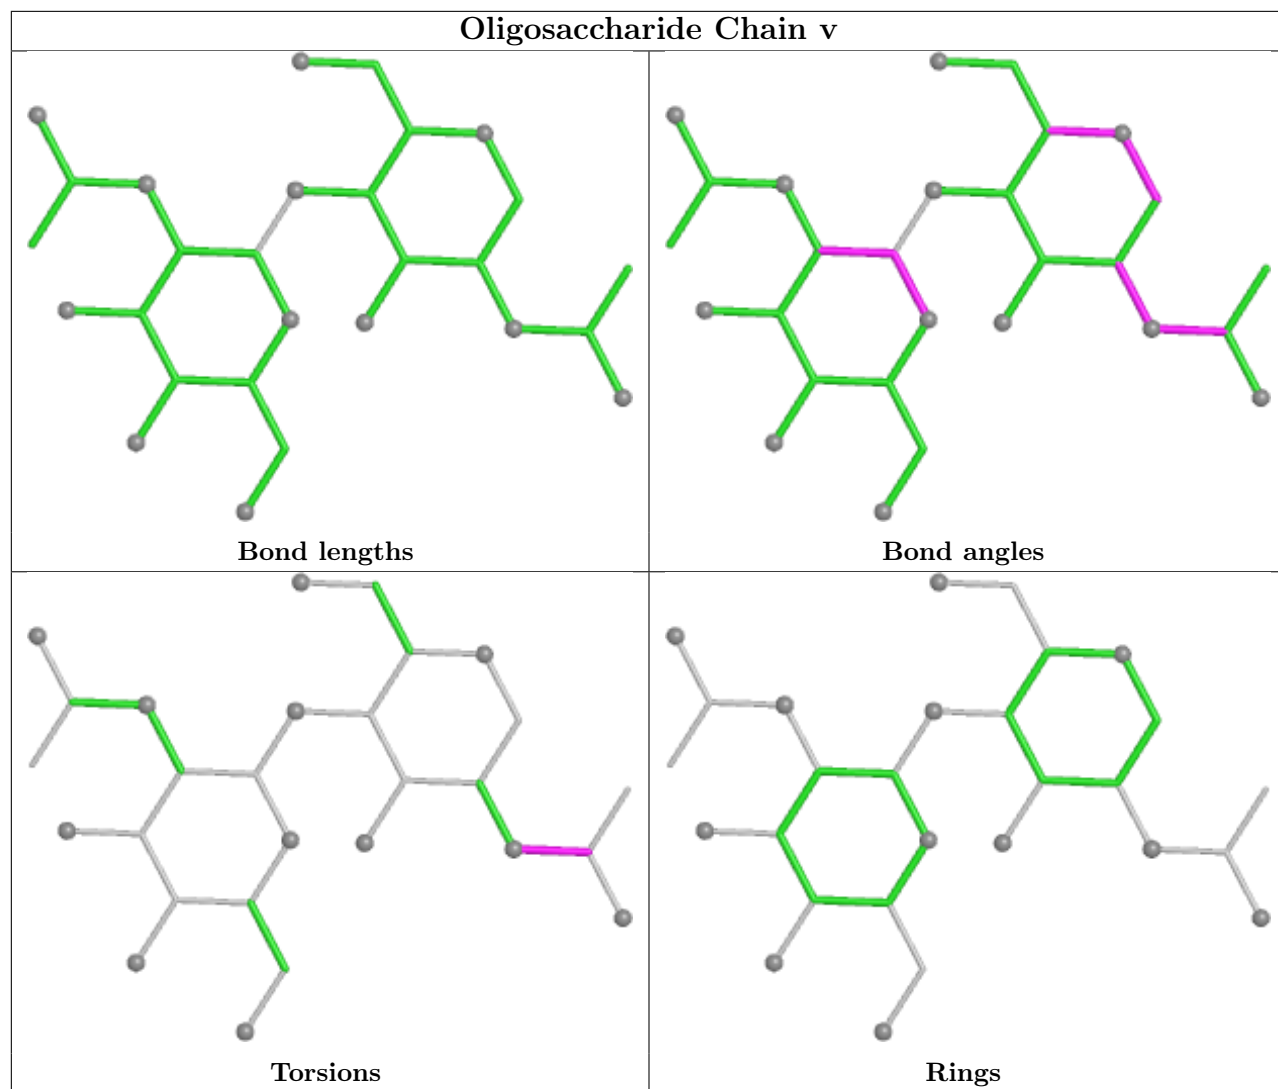 Oligosaccharide Chain v
Bond lengths
Bond angles
Torsions
Rings